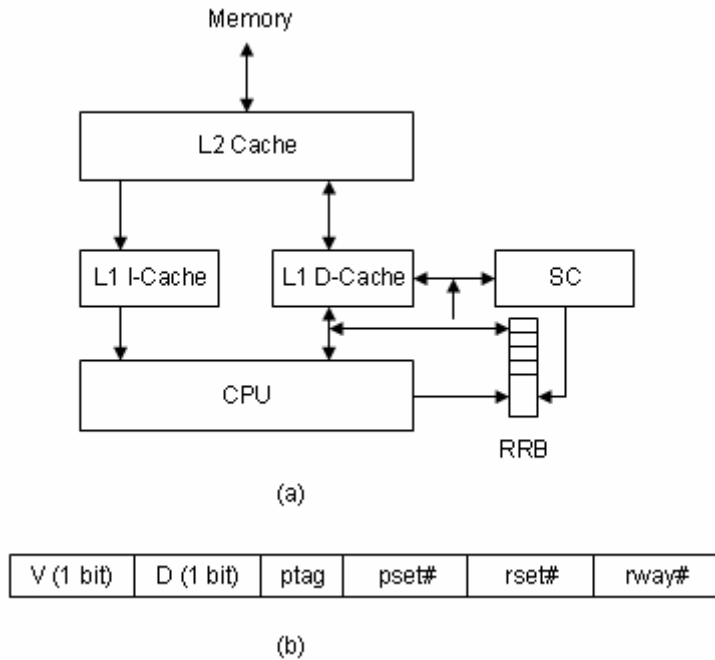 Memory
L2 Cache
L1 I-Cache
L1 D-Cache
SC
CPU
RRB
(a)
V (1 bit)
D (1 bit)
ptag
pset#
rset#
rway#
(b)